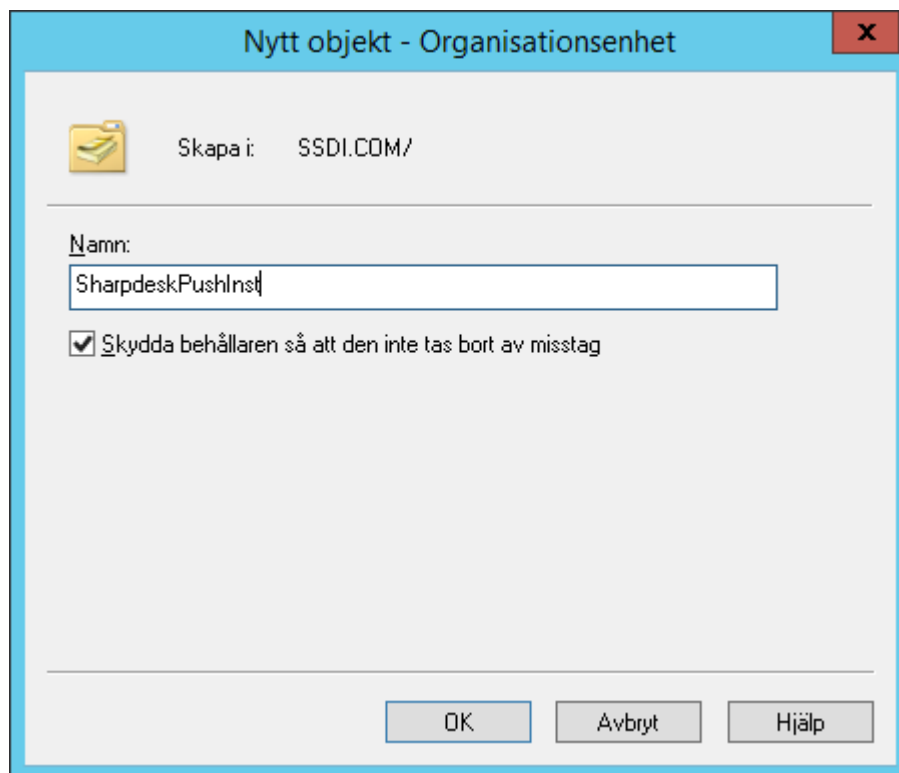 Nytt objekt - Organisationsenhet
x
Skapa i: SSDI.COM/
Namn:
SharpdeskPushInst
Skydda behållaren så att den inte tas bort av misstag
OK Avbryt Hjälp